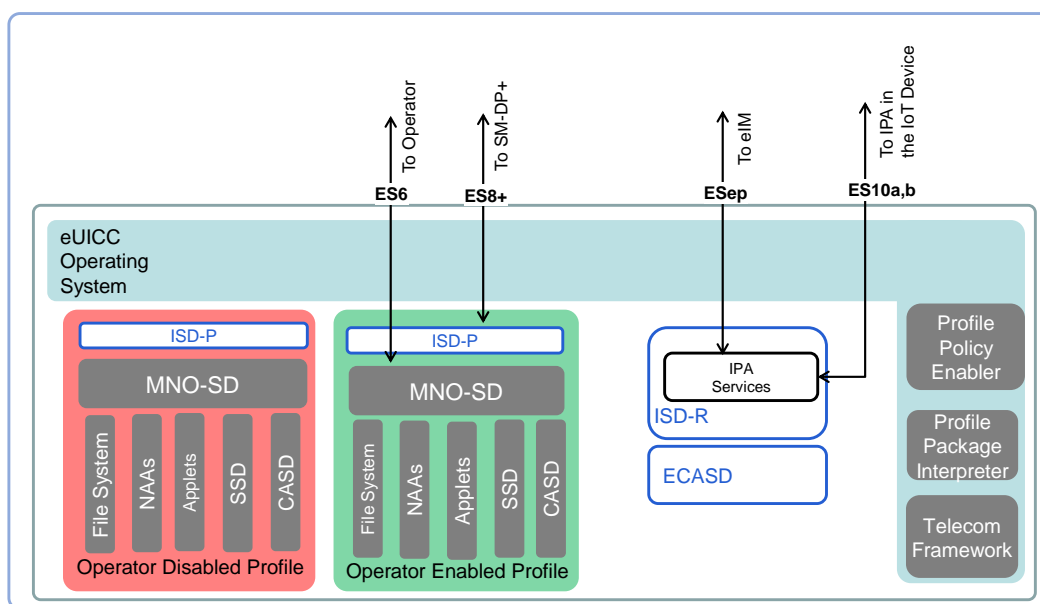 To Operator
To SM-DP+
To eIM
To IPA in
the IoT Device
ES6
ES8+
ESep
ES10a,b
eUICC
Operating
System
ISD-P
MNO-SD
File System
NAAs
Applets
SSD
CASD
Operator Disabled Profile
ISD-P
MNO-SD
File System
NAAs
Applets
SSD
CASD
Operator Enabled Profile
IPA
Services
ISD-R
ECASD
Profile
Policy
Enabler
Profile
Package
Interpreter
Telecom
Framework